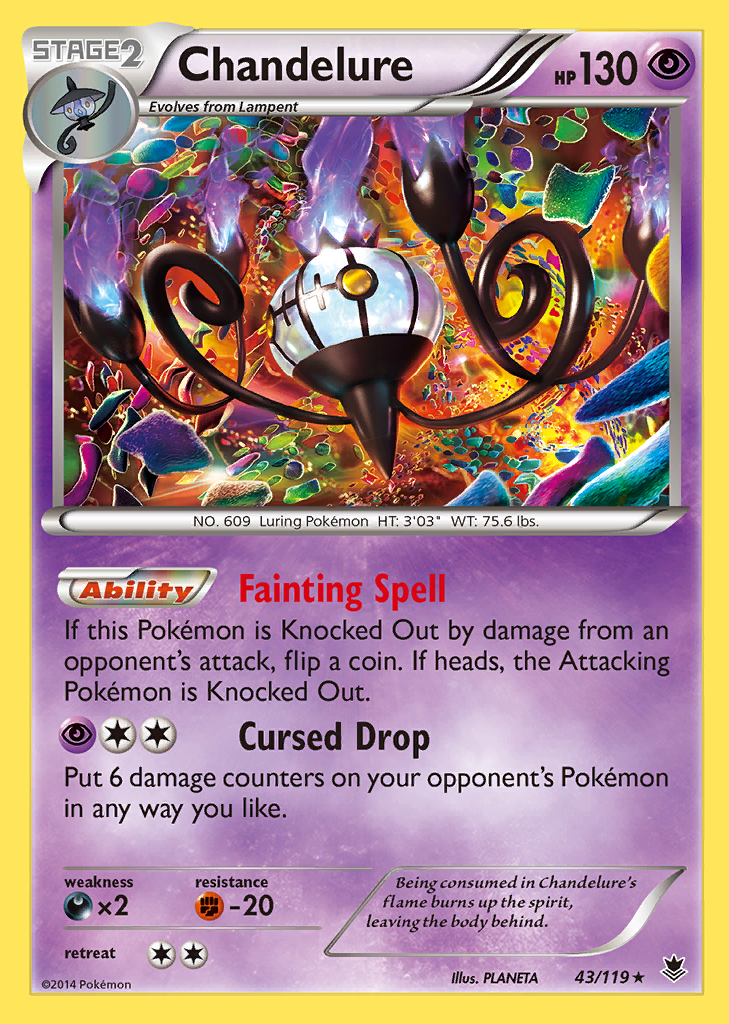 STAGE2
Chandelure
HP130
Evolves from Lampent
NO. 609 Luring Pokémon HT: 3'03" WT: 75.6 lbs.
Ability Fainting Spell
If this Pokémon is Knocked Out by damage from an
opponent's attack, flip a coin. If heads, the Attacking
Pokémon is Knocked Out.
Cursed Drop
Put 6 damage counters on your opponent's Pokémon
in any way you like.
weakness
×2
resistance
-20
retreat
Being consumed in Chandelure's
flame burns up the spirit,
leaving the body behind.
©2014 Pokémon
Illus. PLANETA
43/119★